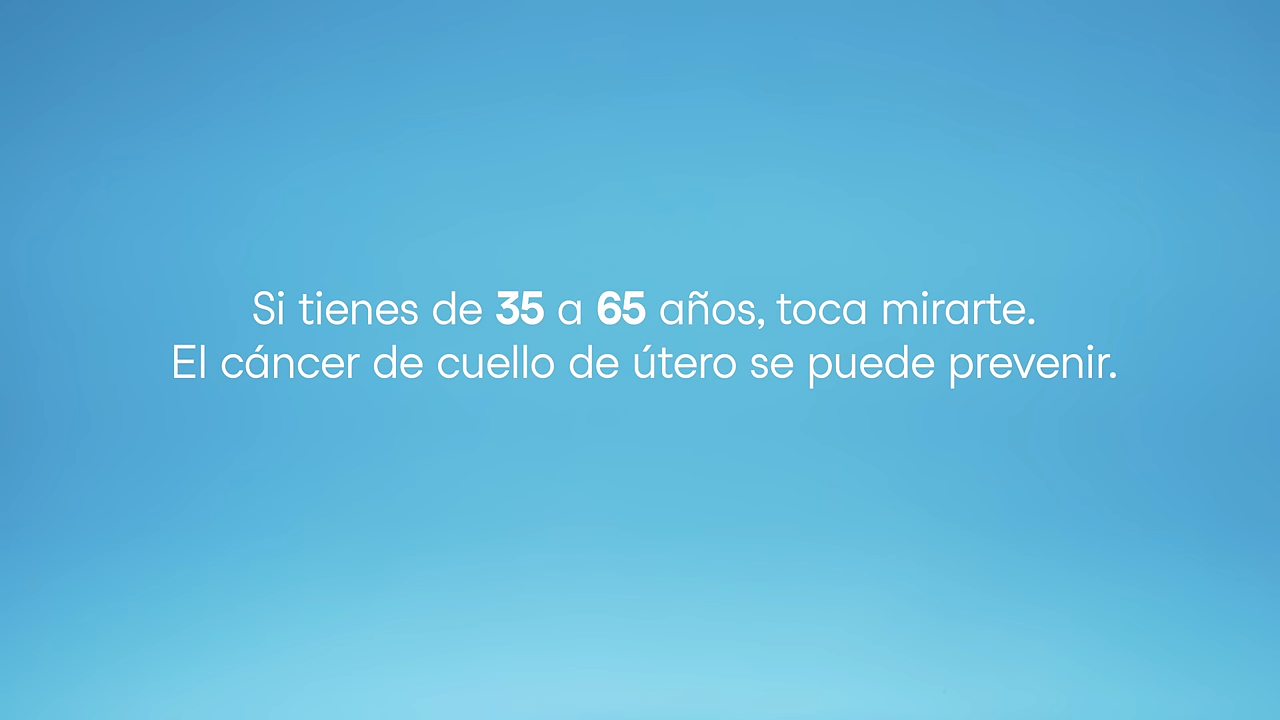 Si tienes de 35 a 65 años, toca mirarte.
El cáncer de cuello de útero se puede prevenir.